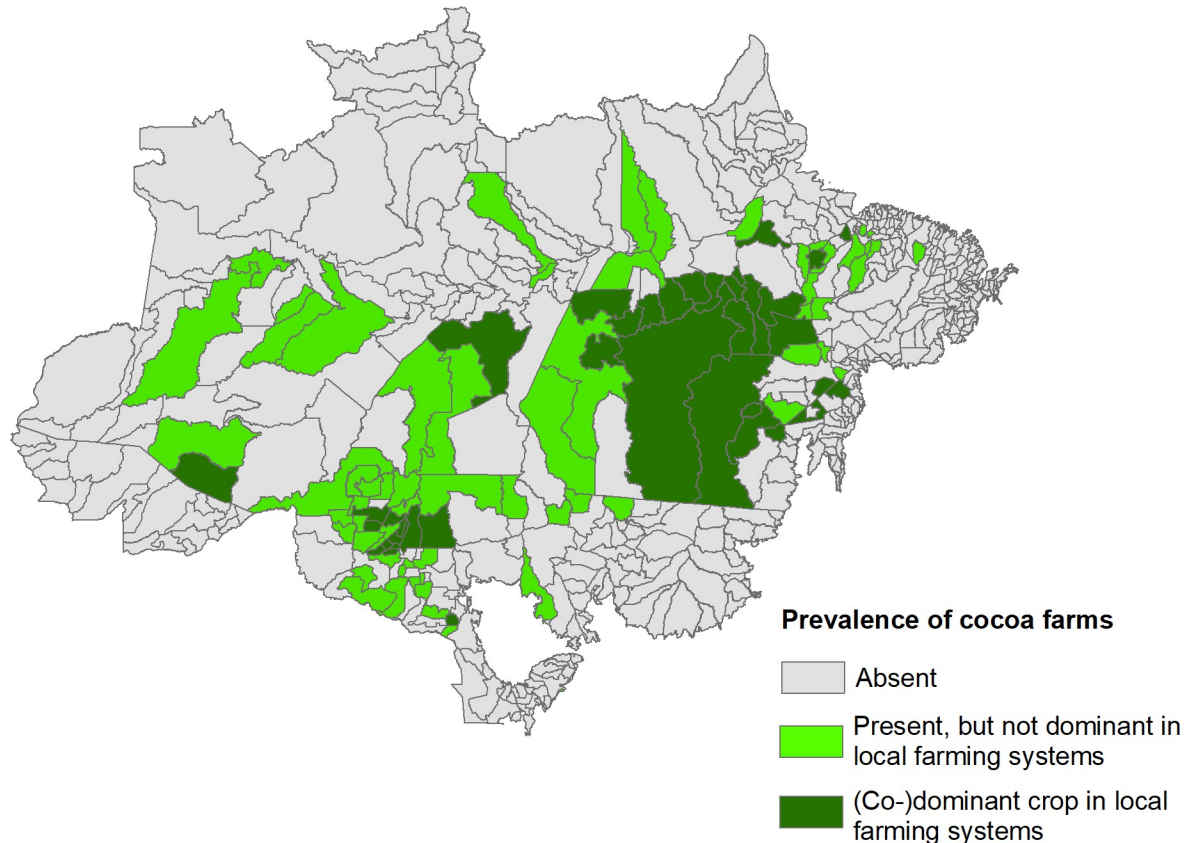 Prevalence of cocoa farms
Absent
Present, but not dominant in
local farming systems
(Co-)dominant crop in local
farming systems